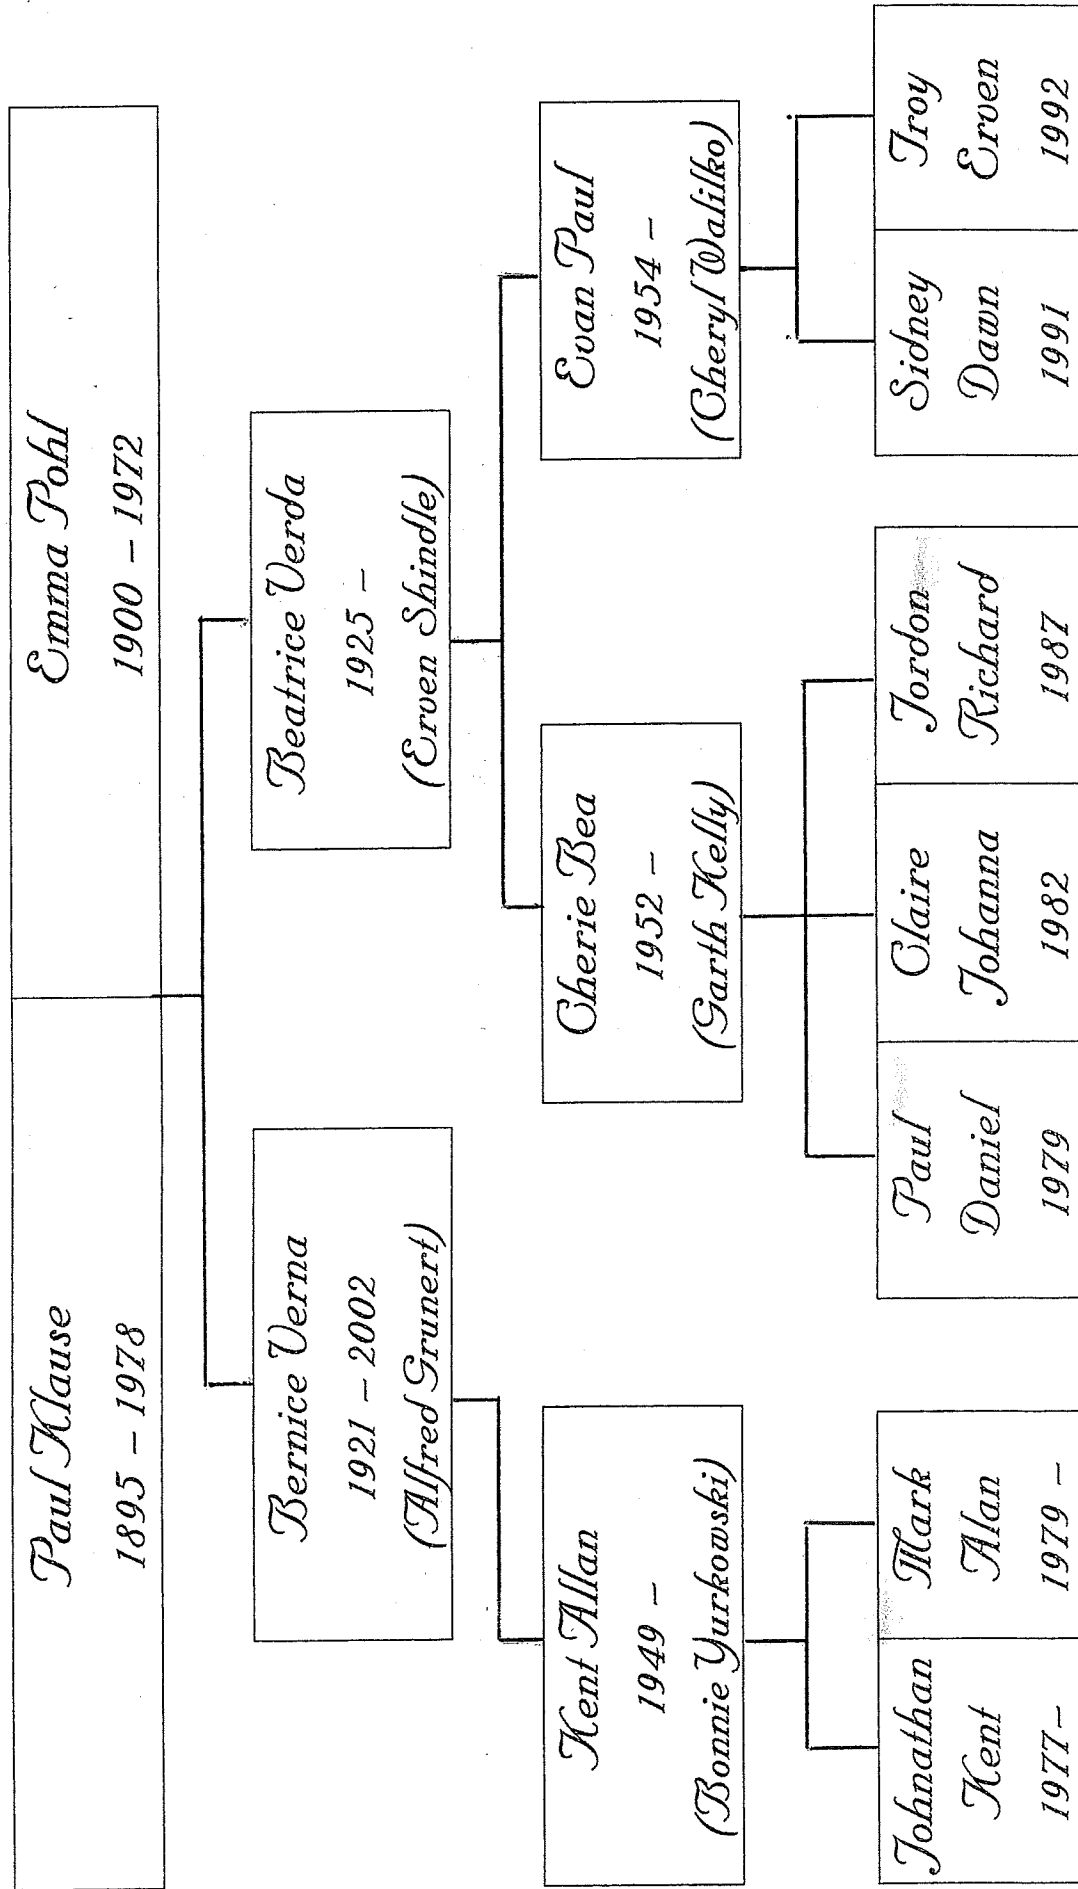 Paul Klause
1895 – 1978
Emma Pohl
1900 – 1972
Bernice Verna
1921 – 2002
(Alfred Grunert)
Beatrice Verda
1925 –
(Erven Shindle)
Kent Allan
1949 –
(Bonnie Yurkowski)
Cherie Bea
1952 –
(Garth Kelly)
Evan Paul
1954 –
(Cheryl Walilko)
Johnathan
Kent
1977–
Mark
Alan
1979 –
Paul
Daniel
1979
Claire
Johanna
1982
Jordon
Richard
1987
Sidney
Dawn
1991
Troy
Erven
1992